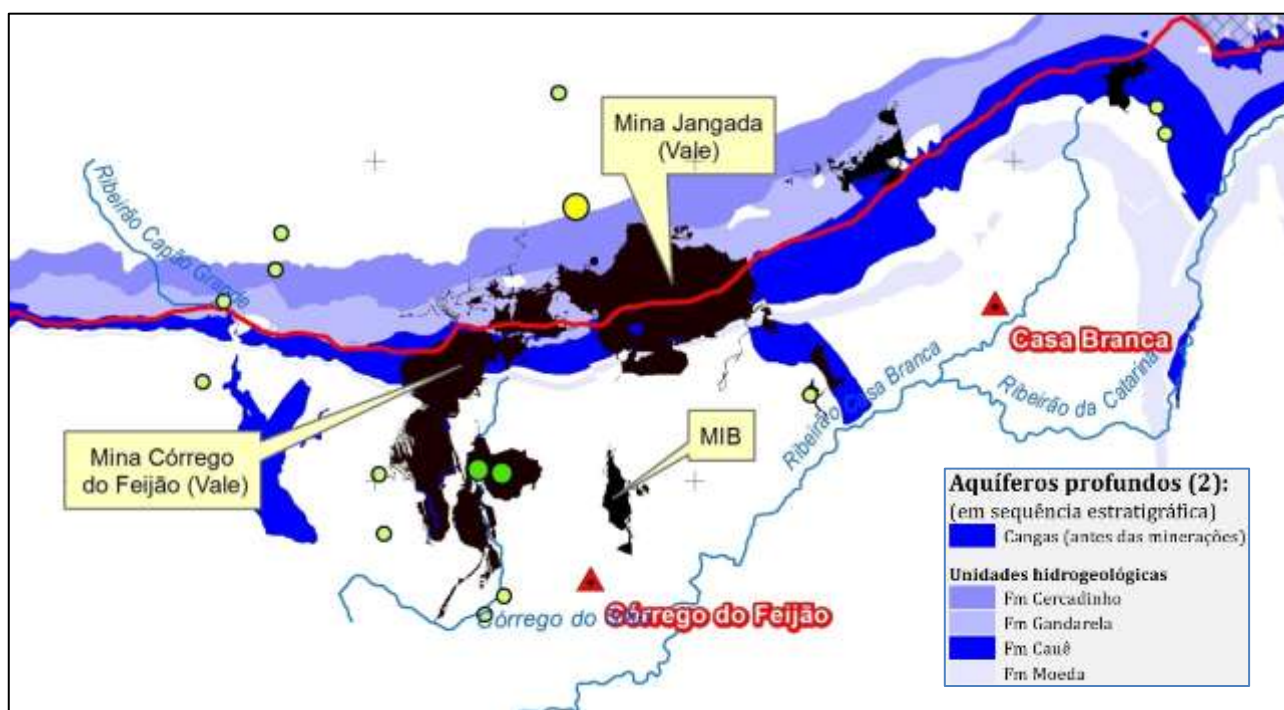 Mina Jangada
(Vale)
Ribeirão Capão Grande
Casa Branca
Ribeirão Casa Branca
Ribeirão da Catarina
Mina Córrego
do Feijão (Vale)
MIB
Córrego do
Córrego do Feijão
Aquíferos profundos (2):
(em sequência estratigráfica)
Cangas (antes das minerações)
Unidades hidrogeológicas
Fm Cercadinho
Fm Gandarela
Fm Cauê
Fm Moeda